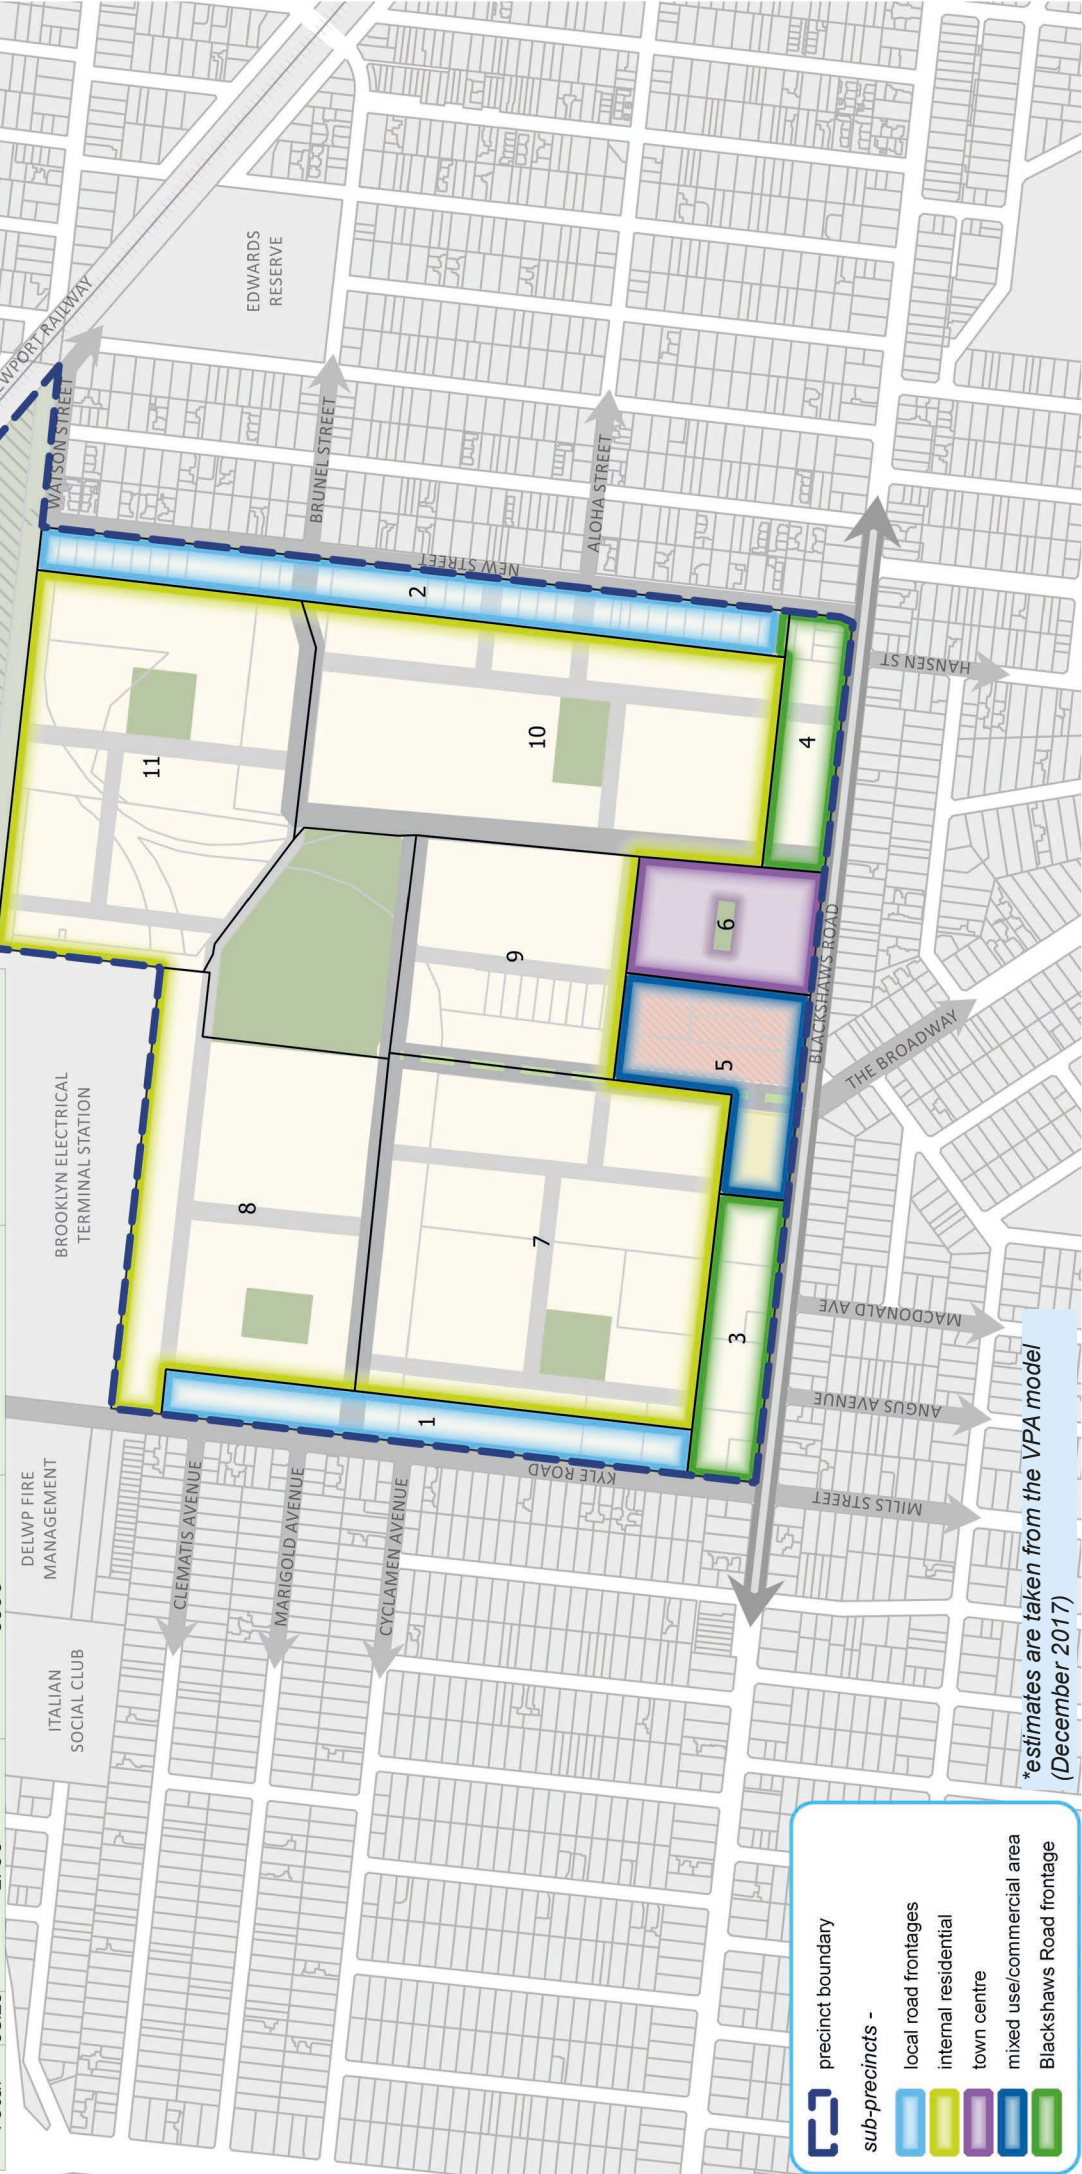 WATSON STREET
EDWARDS
RESERVE
BRUNEL STREET
NEW STREET
ALOHA STREET
HANSEN ST
BLACKSHAWS ROAD
THE BROADWAY
MACDONALD AVE
ANGUS AVENUE
MILLS STREET
KYLE ROAD
BROOKLYN ELECTRICAL
TERMINAL STATION
DELWP FIRE
MANAGEMENT
ITALIAN
SOCIAL CLUB
CLEMATIS AVENUE
MARIGOLD AVENUE
CYCLAMEN AVENUE
1
2
3
4
5
6
7
8
9
10
11
precinct boundary
sub-precincts -
local road frontages
internal residential
town centre
mixed use/commercial area
Blackshaws Road frontage
*estimates are taken from the VPA model
(December 2017)